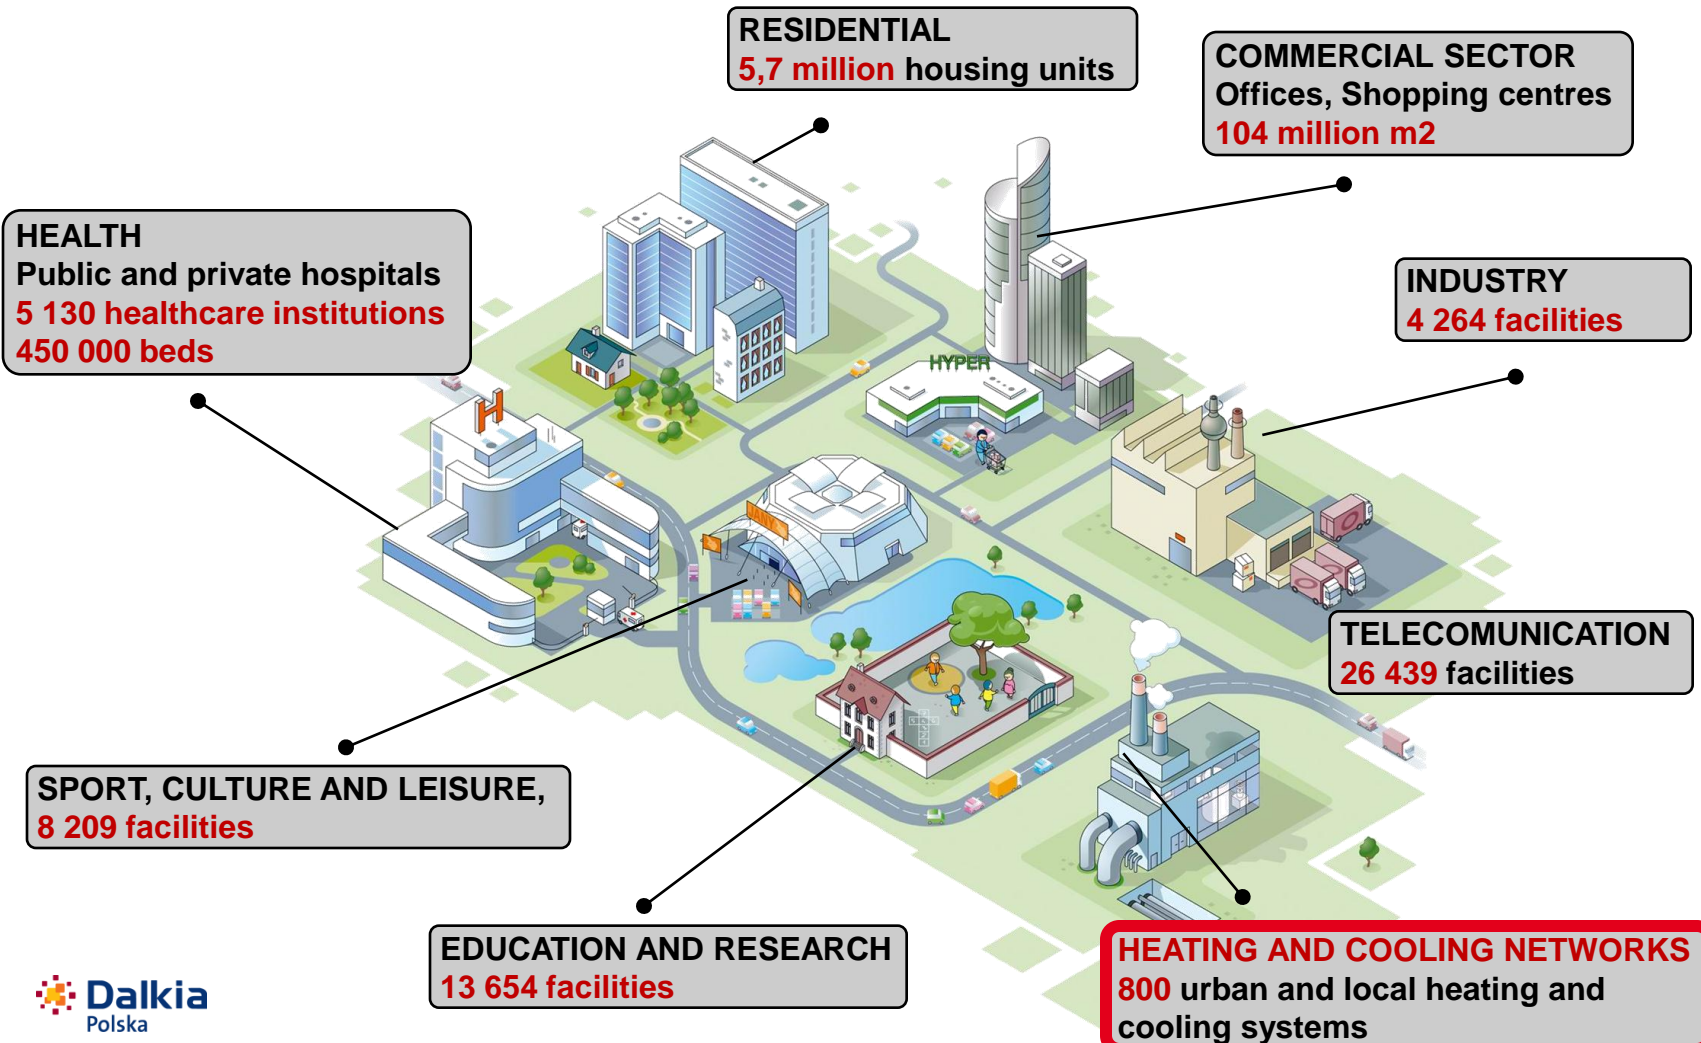 RESIDENTIAL
5,7 million housing units
COMMERCIAL SECTOR
Offices, Shopping centres
104 million m2
HEALTH
Public and private hospitals
5 130 healthcare institutions
450 000 beds
INDUSTRY
4 264 facilities
HYPER
H
JANY
TELECOMUNICATION
26 439 facilities
SPORT, CULTURE AND LEISURE,
8 209 facilities
EDUCATION AND RESEARCH
13 654 facilities
HEATING AND COOLING NETWORKS
800 urban and local heating and
cooling systems
Dalkia
Polska